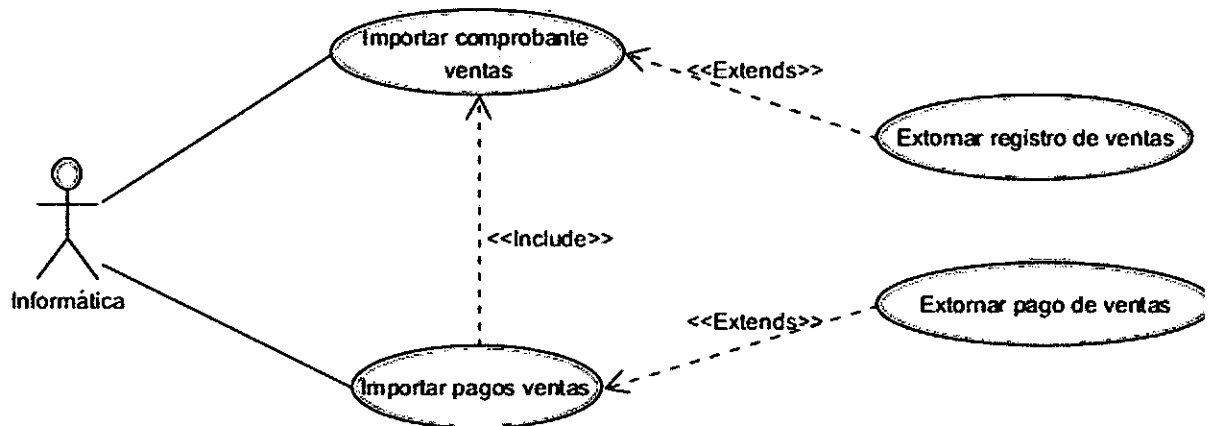 Importar comprobante
ventas
<<Extends>>
Extornar registro de ventas
<<Include>>
Informática
Extornar pago de ventas
<<Extends>>
Importar pagos ventas